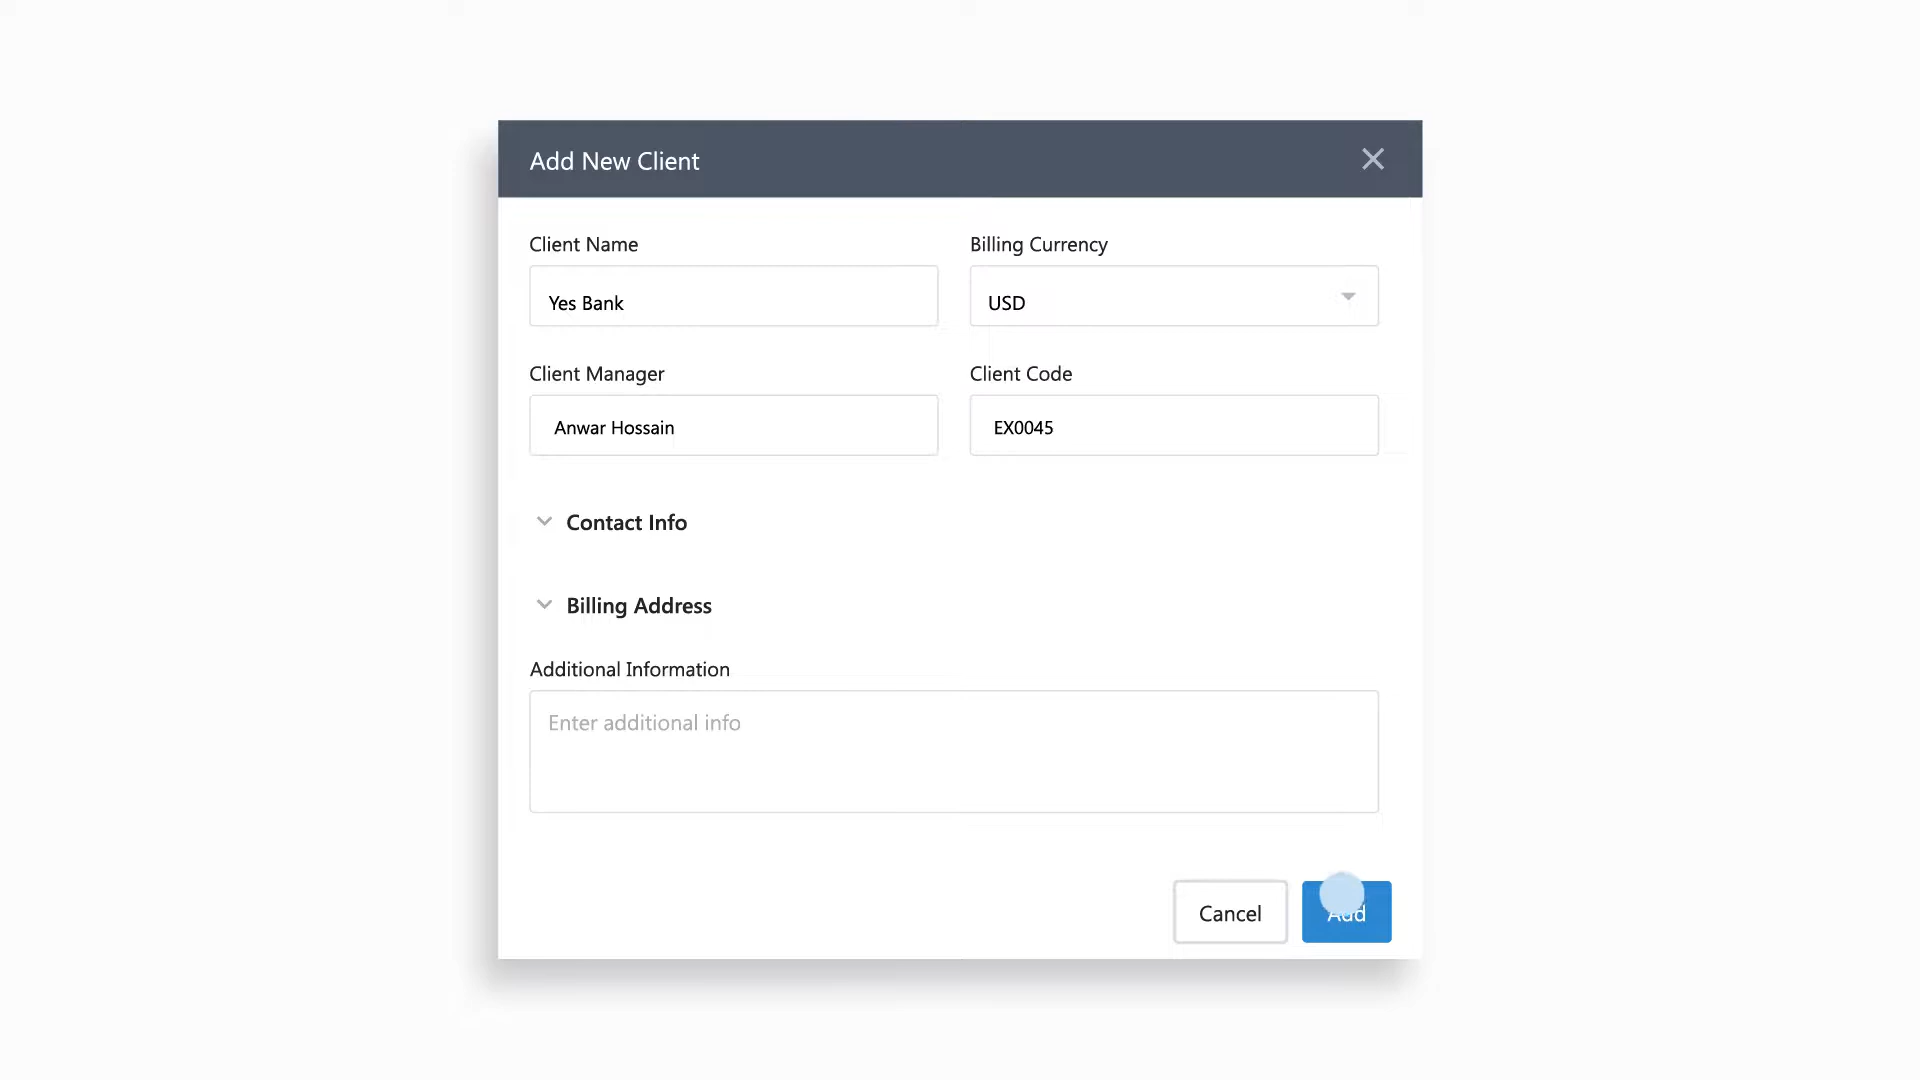 Add New Client
Client Name
Billing Currency
Yes Bank
USD
Client Manager
Client Code
Anwar Hossain
EX0045
Contact Info
Billing Address
Additional Information
Enter additional info
Cancel
Add